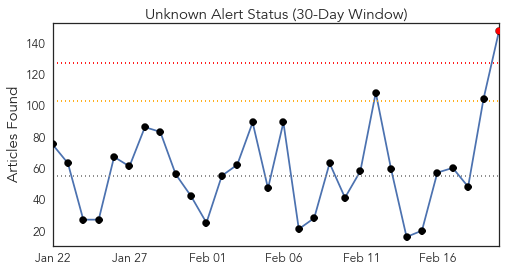 Unknown Alert Status (30-Day Window)
Articles Found
140
120
100
80
60
40
20
Jan 22
Jan 27
Feb 01
Feb 06
Feb 11
Feb 16